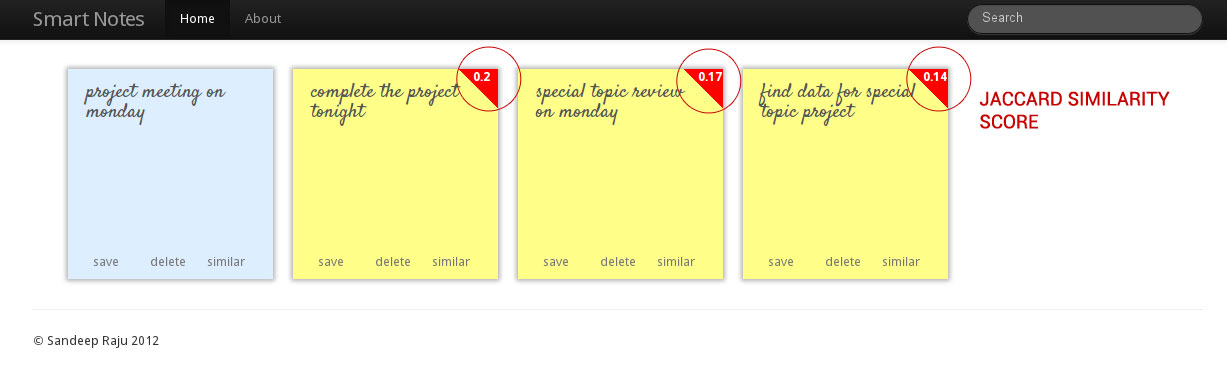 Smart Notes Home About Search
project meeting on
monday
save delete similar
0.2
complete the project
tonight
save delete similar
0.17
special topic review
on monday
save delete similar
0.14
find data for special
topic project
save delete similar
JACCARD SIMILARITY
SCORE
© Sandeep Raju 2012